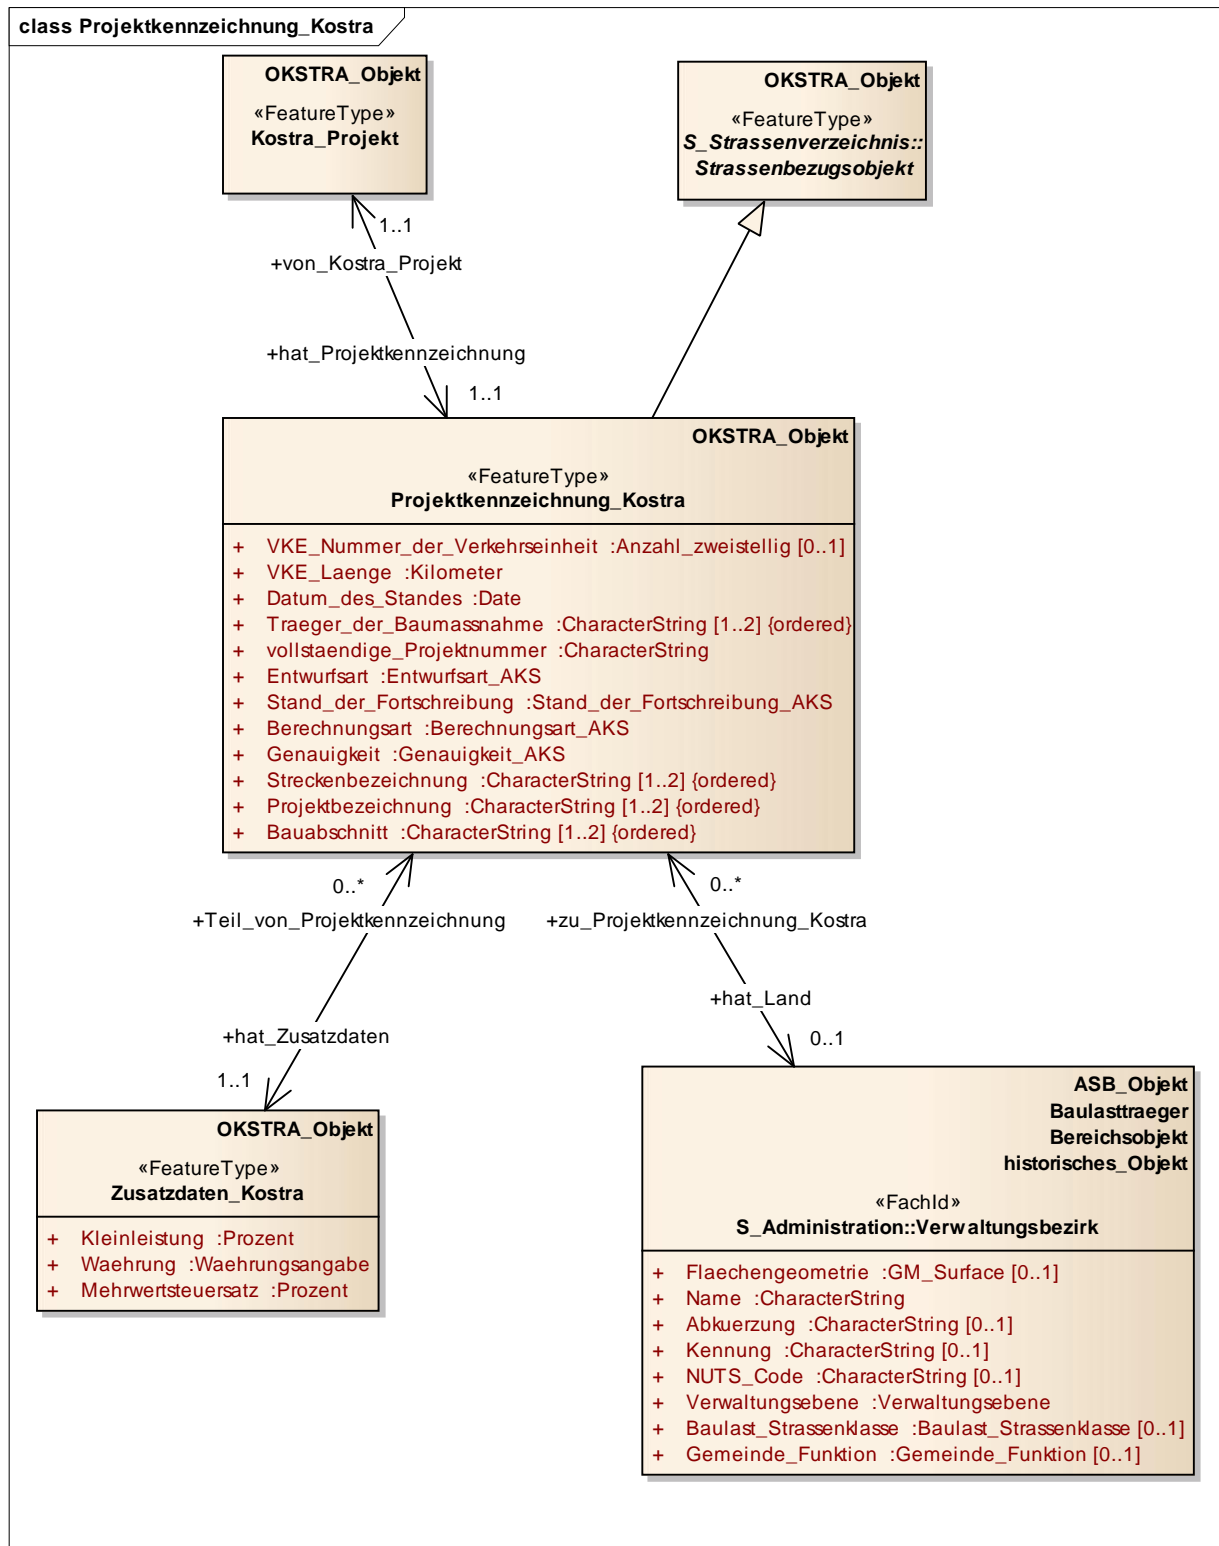 class Projektkennzeichnung_Kostra
OKSTRA_Objekt
«FeatureType»
Kostra_Projekt
OKSTRA_Objekt
«FeatureType»
S_Strassenverzeichnis::
Strassenbezugsobjekt
1..1
+von_Kostra_Projekt
+hat_Projektkennzeichnung
1..1
OKSTRA_Objekt
«FeatureType»
Projektkennzeichnung_Kostra
+ VKE_Nummer_der_Verkehrseinheit :Anzahl_zweistellig [0..1]
+ VKE_Laenge :Kilometer
+ Datum_des_Standes :Date
+ Traeger_der_Baumassnahme :CharacterString [1..2] {ordered}
+ vollstaendige_Projektnummer :CharacterString
+ Entwurfsart :Entwurfsart_AKS
+ Stand_der_Fortschreibung :Stand_der_Fortschreibung_AKS
+ Berechnungsart :Berechnungsart_AKS
+ Genauigkeit :Genauigkeit_AKS
+ Streckenbezeichnung :CharacterString [1..2] {ordered}
+ Projektbezeichnung :CharacterString [1..2] {ordered}
+ Bauabschnitt :CharacterString [1..2] {ordered}
0..*
+Teil_von_Projektkennzeichnung
+hat_Zusatzdaten
1..1
0..*
+zu_Projektkennzeichnung_Kostra
+hat_Land
0..1
OKSTRA_Objekt
«FeatureType»
Zusatzdaten_Kostra
+ Kleinleistung :Prozent
+ Waehrung :Waehrungsangabe
+ Mehrwertsteuersatz :Prozent
ASB_Objekt
Baulasttraeger
Bereichsobjekt
historisches_Objekt
«FachId»
S_Administration::Verwaltungsbezirk
+ Flaechengeometrie :GM_Surface [0..1]
+ Name :CharacterString
+ Abkuerzung :CharacterString [0..1]
+ Kennung :CharacterString [0..1]
+ NUTS_Code :CharacterString [0..1]
+ Verwaltungsebene :Verwaltungsebene
+ Baulast_Strassenklasse :Baulast_Strassenklasse [0..1]
+ Gemeinde_Funktion :Gemeinde_Funktion [0..1]